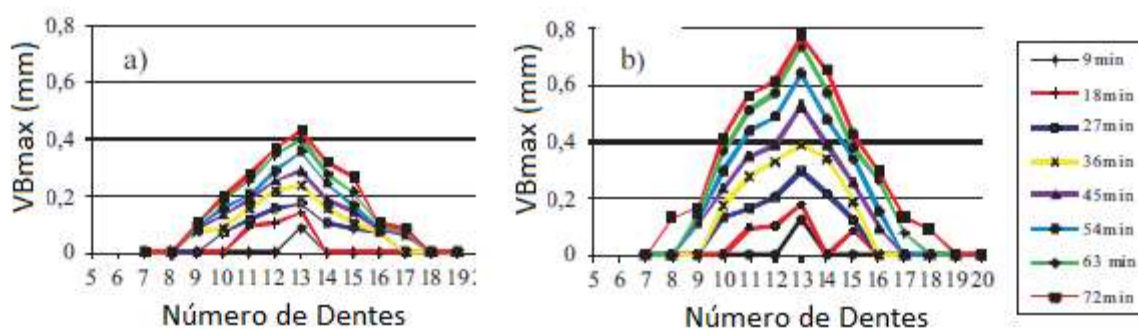 0,8
0,6
0,4
0,2
0
VBmax (mm)
a)
5 6 7 8 9 10 11 12 13 14 15 16 17 18 19
Número de Dentes
0,8
0,6
0,4
0,2
0
VBmax (mm)
b)
5 6 7 8 9 10 11 12 13 14 15 16 17 18 19 20
Número de Dentes
9min
18min
27min
36min
45min
54min
63 min
72min